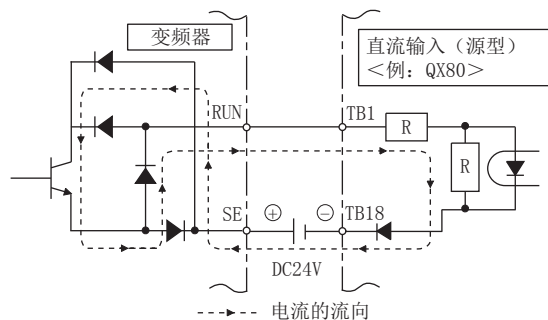 变频器
直流输入（源型）
<例：QX80>
RUN
TB1
R
R
SE
⊕
⊖
TB18
DC24V
电流的流向